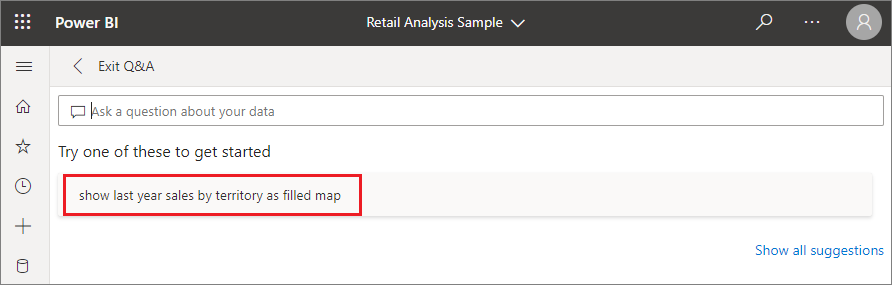 Power BI
Retail Analysis Sample
Exit Q&A
Ask a question about your data
Try one of these to get started
show last year sales by territory as filled map
Show all suggestions